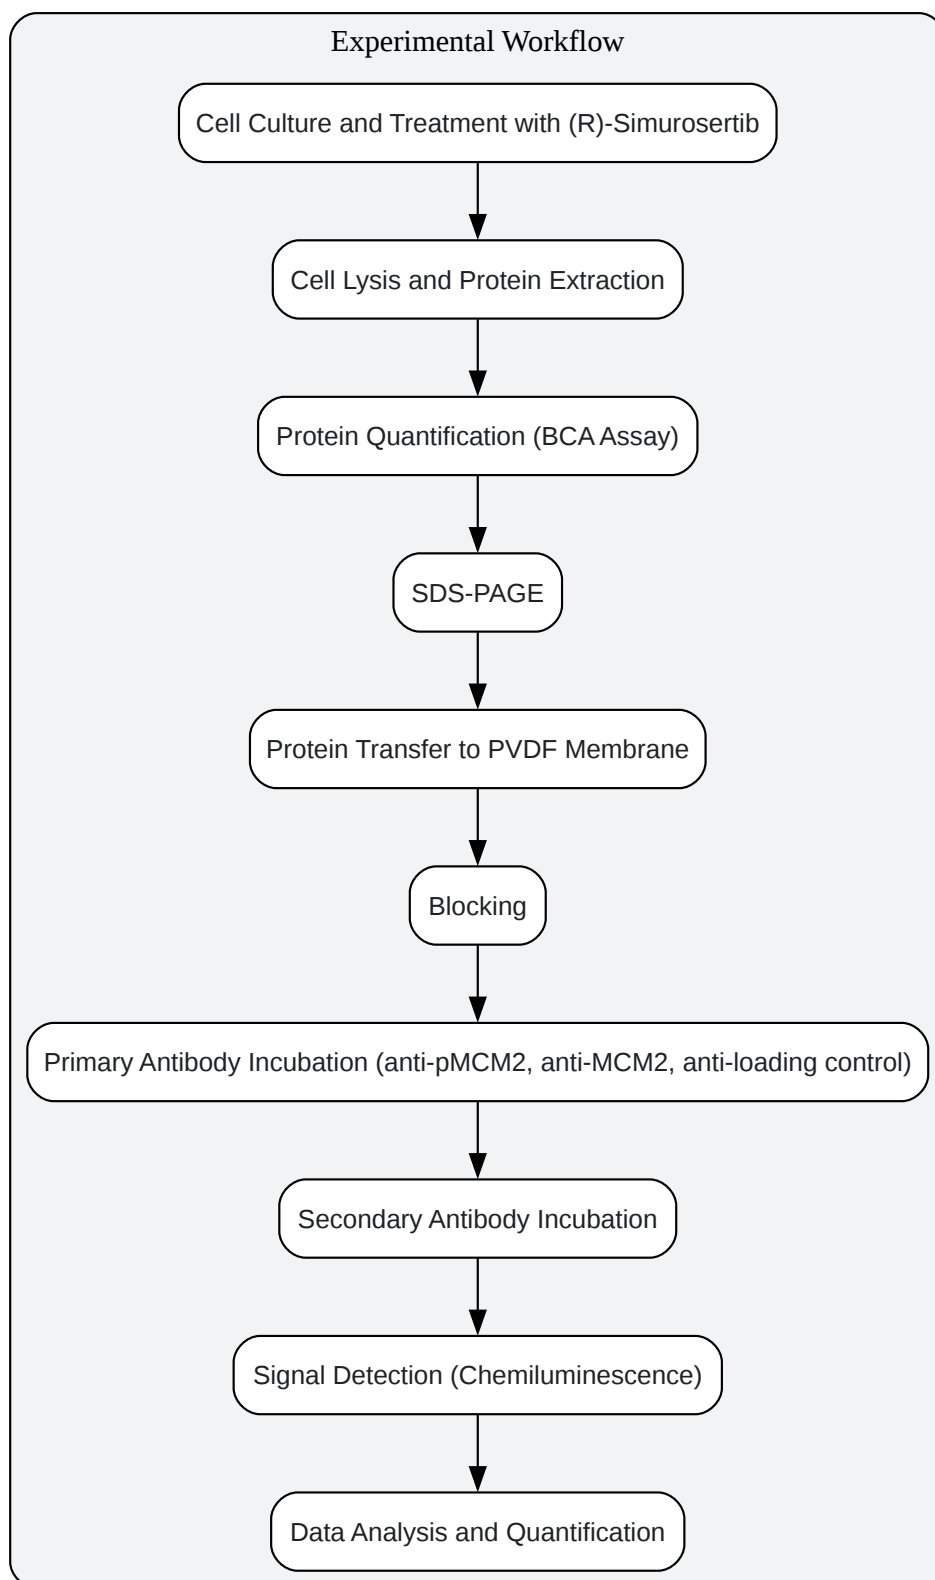 Experimental Workflow
Cell Culture and Treatment with (R)-Simurosertib
Cell Lysis and Protein Extraction
Protein Quantification (BCA Assay)
SDS-PAGE
Protein Transfer to PVDF Membrane
Blocking
Primary Antibody Incubation (anti-pMCM2, anti-MCM2, anti-loading control)
Secondary Antibody Incubation
Signal Detection (Chemiluminescence)
Data Analysis and Quantification